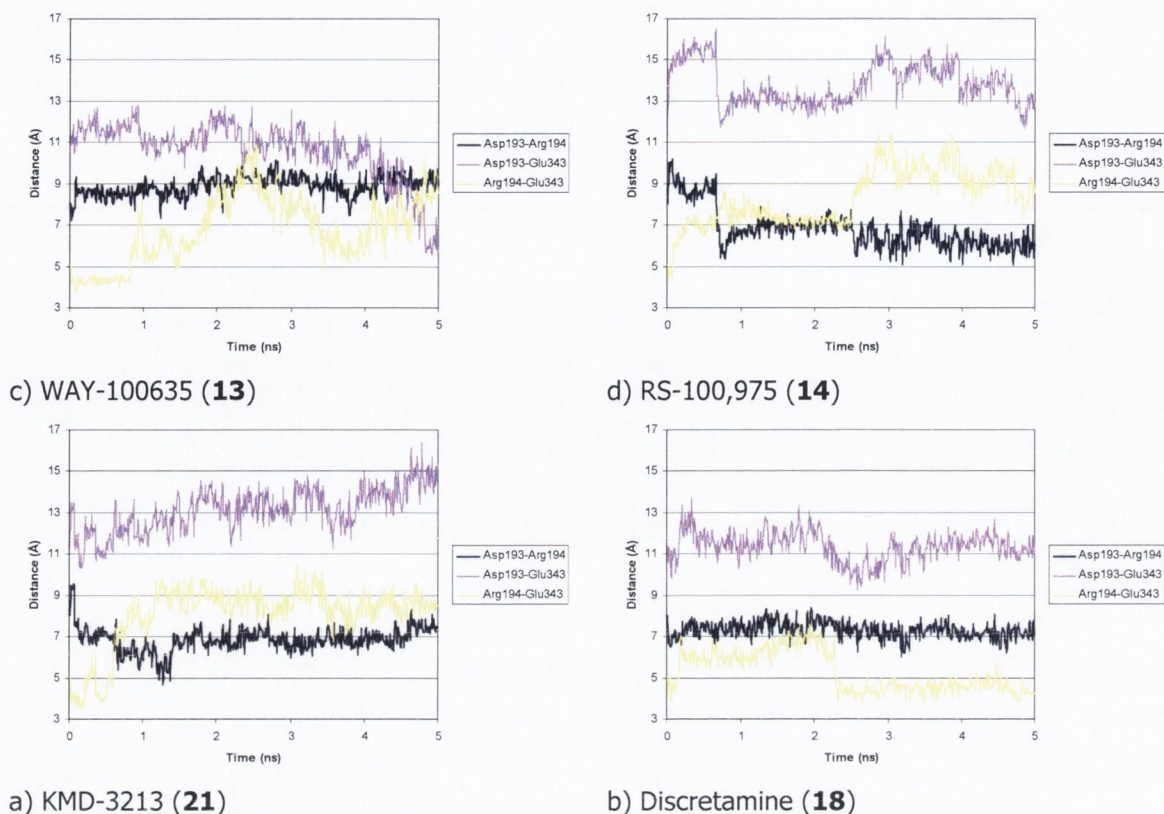 17
15
13
11
9
7
5
3
Distance (Å)
0 1 2 3 4 5
Time (ns)
Asp193-Arg194
Asp193-Glu343
Arg194-Glu343
17
15
13
11
9
7
5
3
Distance (Å)
0 1 2 3 4 5
Time (ns)
Asp193-Arg194
Asp193-Glu343
Arg194-Glu343
c) WAY-100635 (13)
d) RS-100,975 (14)
17
15
13
11
9
7
5
3
Distance (Å)
0 1 2 3 4 5
Time (ns)
Asp193-Arg194
Asp193-Glu343
Arg194-Glu343
17
15
13
11
9
7
5
3
Distance (Å)
0 1 2 3 4 5
Time (ns)
Asp193-Arg194
Asp193-Glu343
Arg194-Glu343
a) KMD-3213 (21)
b) Discretamine (18)